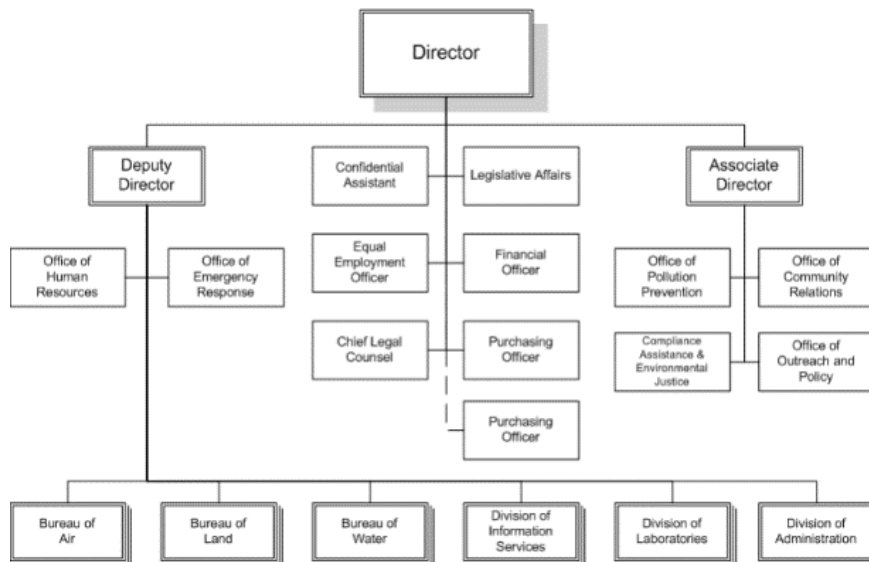 Director
Deputy
Director
Confidential
Assistant
Legislative Affairs
Associate
Director
Office of
Human
Resources
Office of
Emergency
Response
Equal
Employment
Officer
Financial
Officer
Office of
Pollution
Prevention
Office of
Community
Relations
Chief Legal
Counsel
Purchasing
Officer
Compliance
Assistance &
Environmental
Justice
Office of
Outreach and
Policy
Purchasing
Officer
Bureau of
Air
Bureau of
Land
Bureau of
Water
Division of
Information
Services
Division of
Laboratories
Division of
Administration